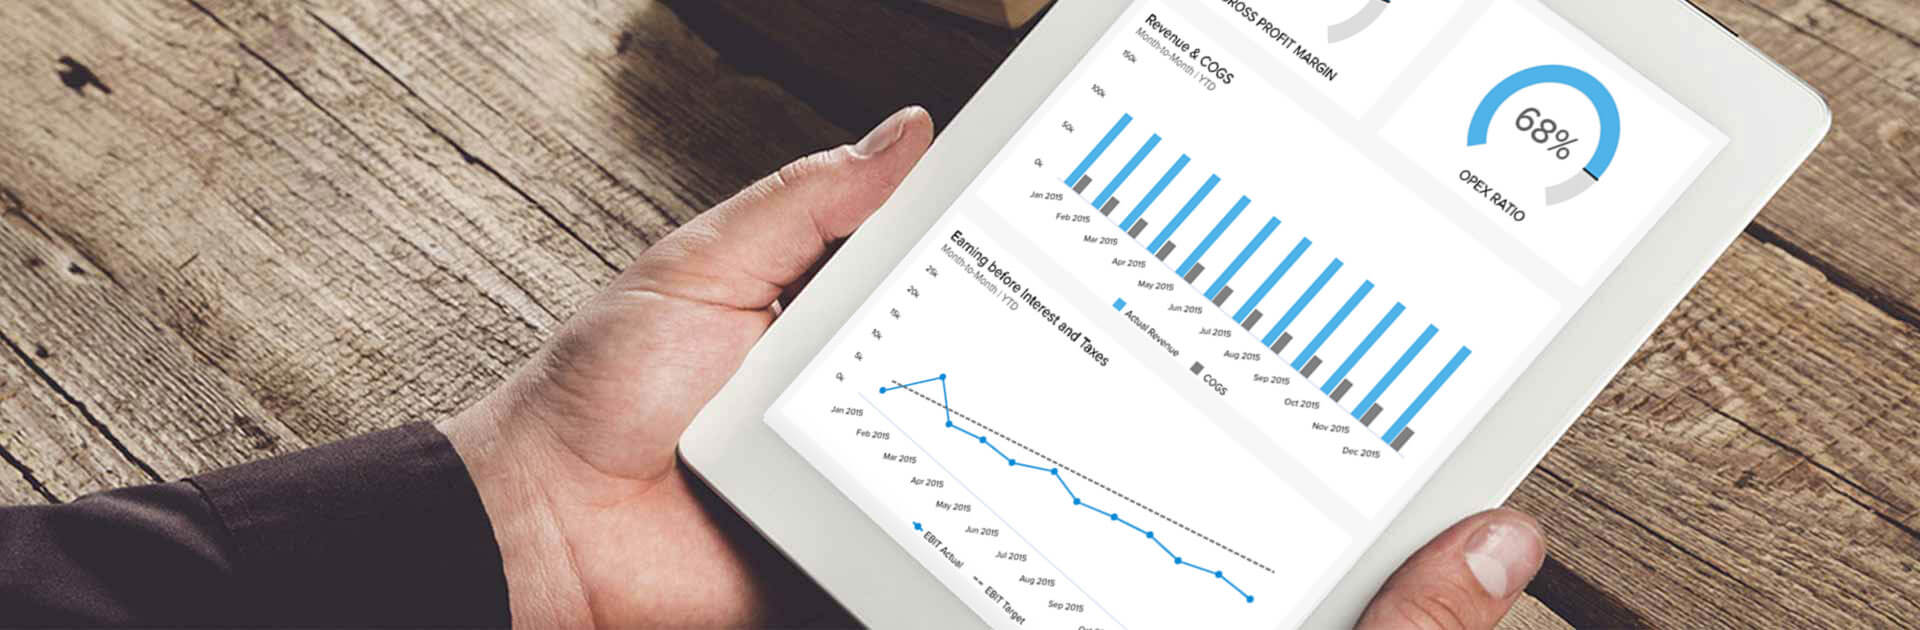 ROSS PROFIT MARGIN
68%
OPEX RATIO
Revenue & COGS
Month-to-Month | YTD
150k
100k
50k
0k
Jan 2015
Feb 2015
Mar 2015
Apr 2015
May 2015
Jun 2015
Jul 2015
Aug 2015
Sep 2015
Oct 2015
Nov 2015
Dec 2015
Actual Revenue
COGS
Earning before Interest and Taxes
Month-to-Month | YTD
25k
20k
15k
10k
5k
0k
Jan 2015
Feb 2015
Mar 2015
Apr 2015
May 2015
Jun 2015
Jul 2015
Aug 2015
Sep 2015
EBIT Actual
EBIT Target